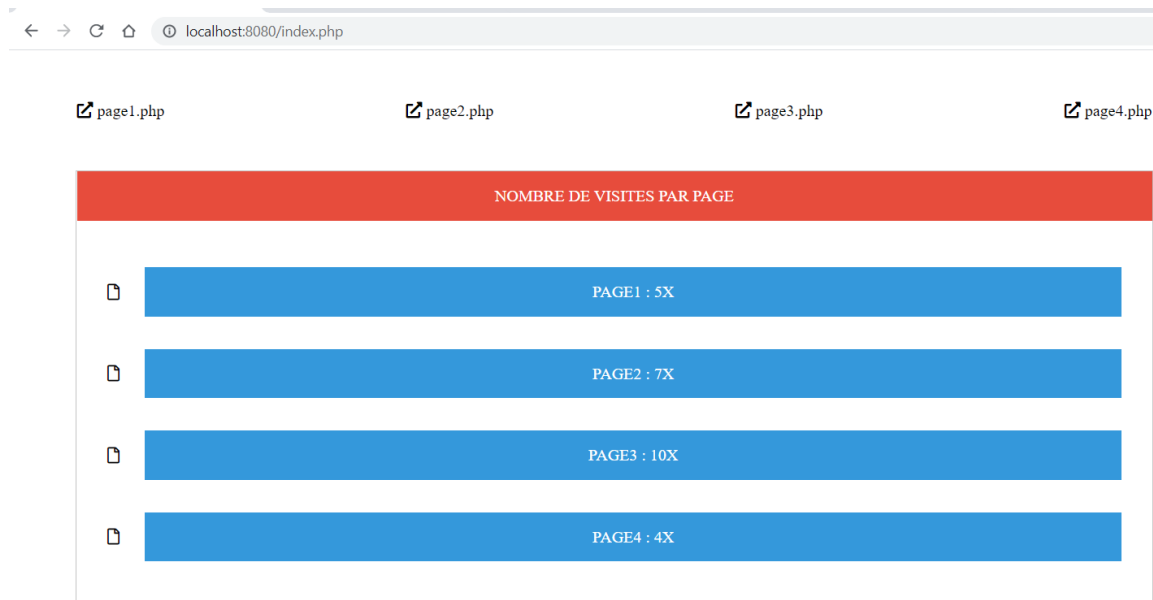 localhost:8080/index.php
page1.php page2.php page3.php page4.php
NOMBRE DE VISITES PAR PAGE
PAGE1 : 5X
PAGE2 : 7X
PAGE3 : 10X
PAGE4 : 4X